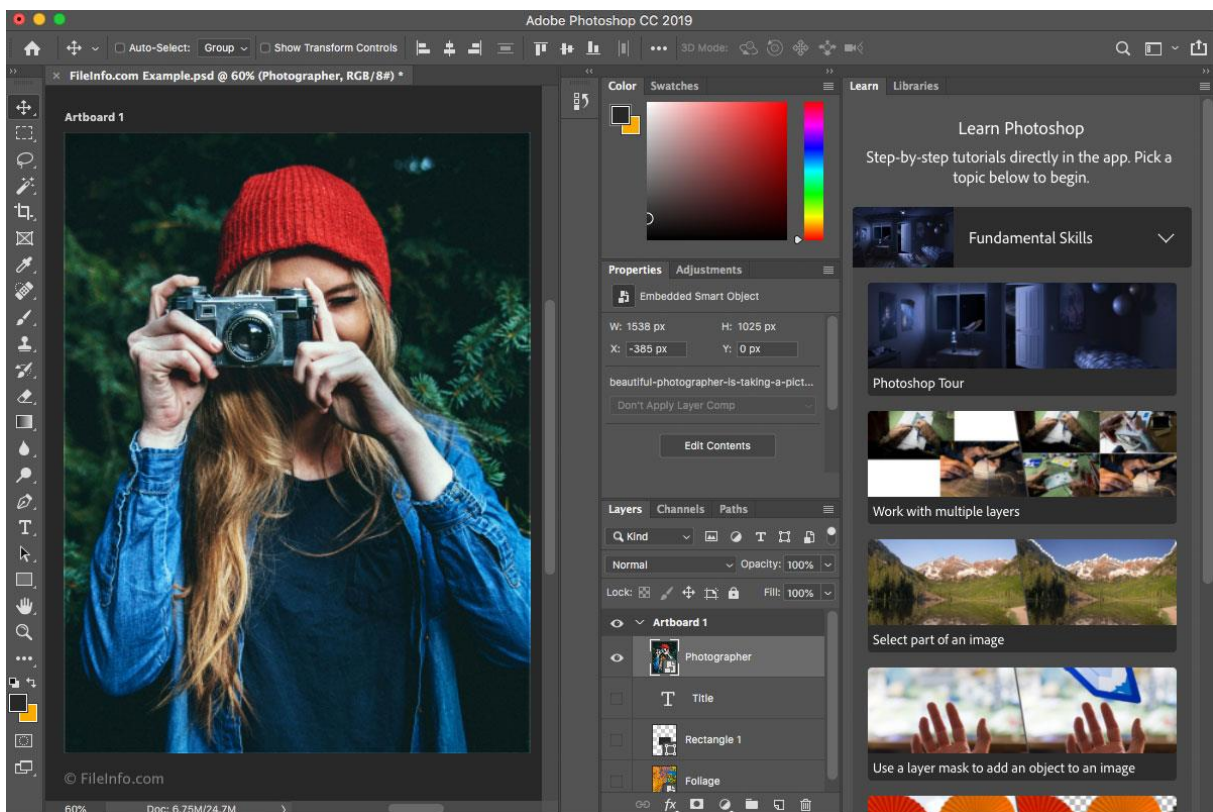 Adobe Photoshop CC 2019
Auto-Select: Group Show Transform Controls 3D Mode:
× FileInfo.com Example.psd @ 60% (Photographer, RGB/8#) *
Artboard 1
© FileInfo.com
60% Doc: 6.75M/24.7M
Color Swatches
Properties Adjustments
Embedded Smart Object
W: 1538 px H: 1025 px
X: -385 px Y: 0 px
beautiful-photographer-is-taking-a-pict...
Don't Apply Layer Comp
Edit Contents
Layers Channels Paths
Kind
Normal Opacity: 100%
Lock: Fill: 100%
Artboard 1
Photographer
T Title
Rectangle 1
Foliage
fx
Learn Libraries
Learn Photoshop
Step-by-step tutorials directly in the app. Pick a
topic below to begin.
Fundamental Skills
Photoshop Tour
Work with multiple layers
Select part of an image
Use a layer mask to add an object to an image